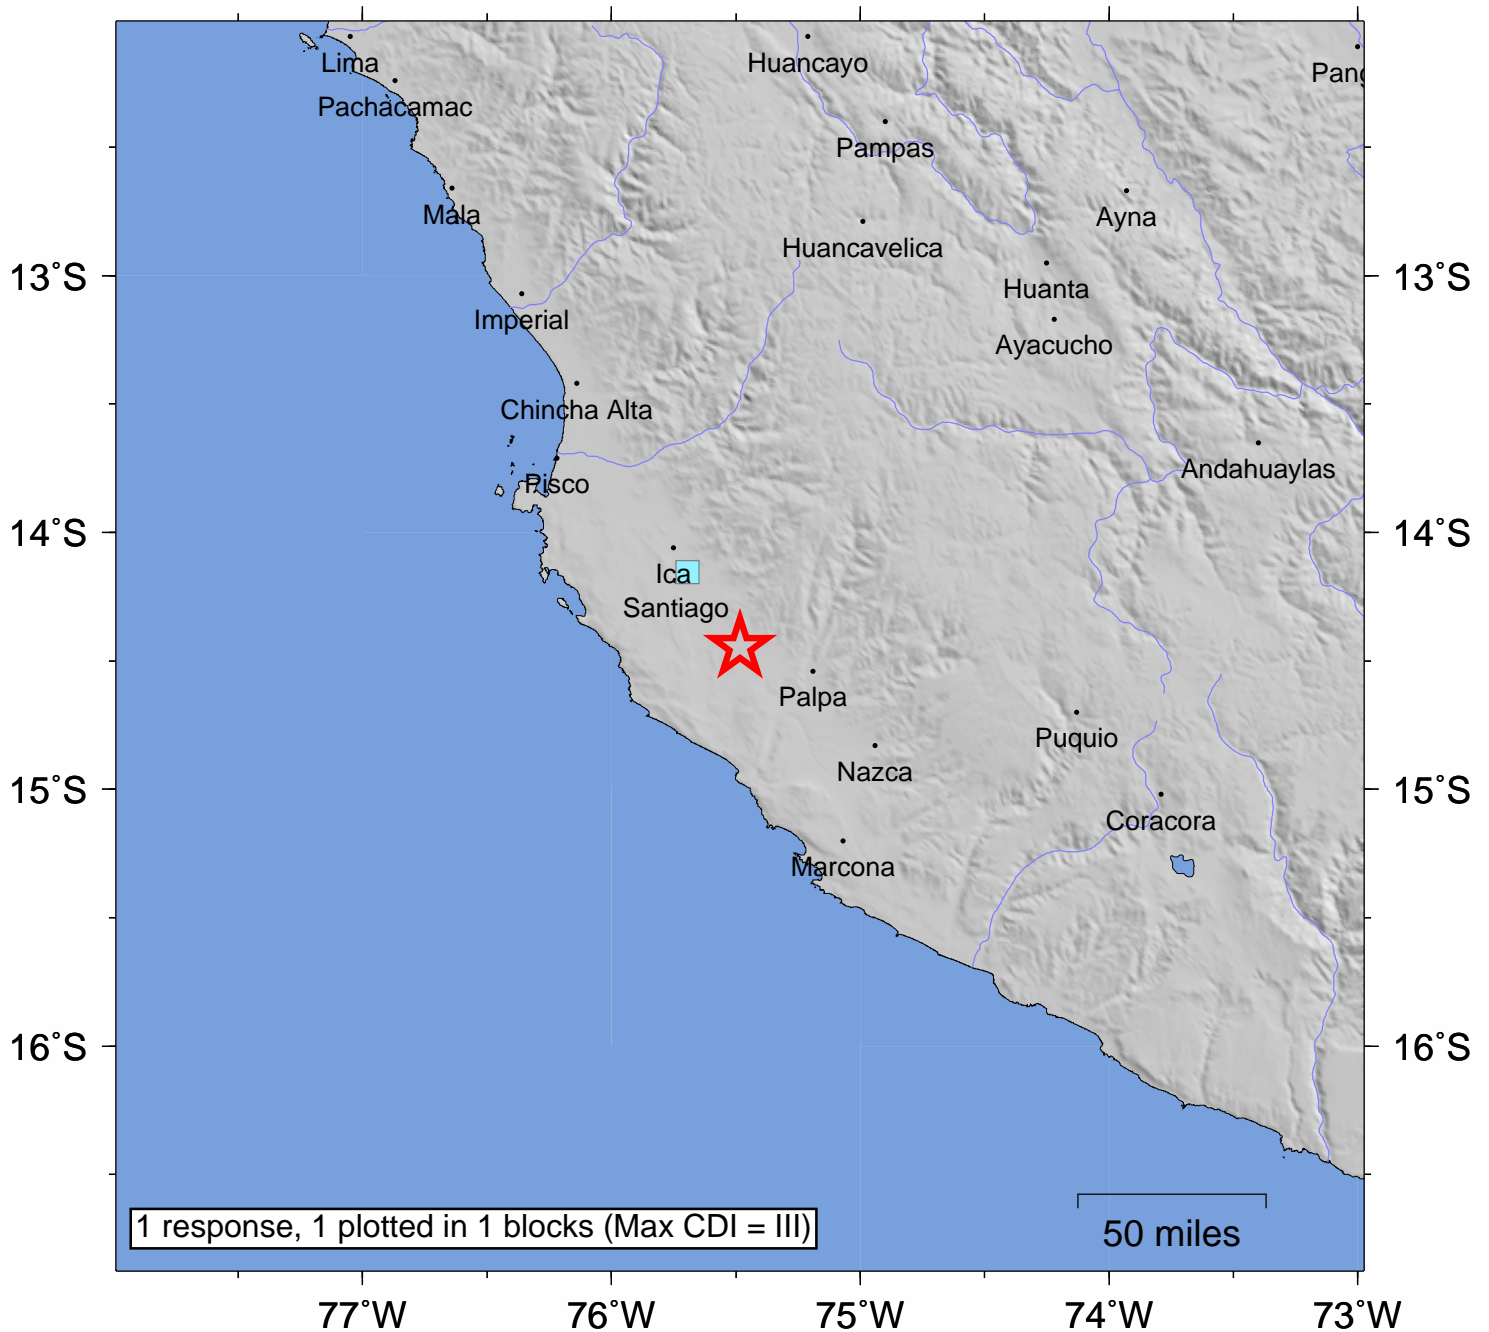 Lima
Huancayo
Pang
Pachacamac
Pampas
Mala
Ayna
Huancavelica
13°S
13°S
Huanta
Imperial
Ayacucho
Chincha Alta
Andahuaylas
Pisco
14°S
14°S
Ica
Santiago
Palpa
Puquio
Nazca
15°S
15°S
Coracora
Marcona
16°S
16°S
1 response, 1 plotted in 1 blocks (Max CDI = III)
50 miles
77°W
76°W
75°W
74°W
73°W